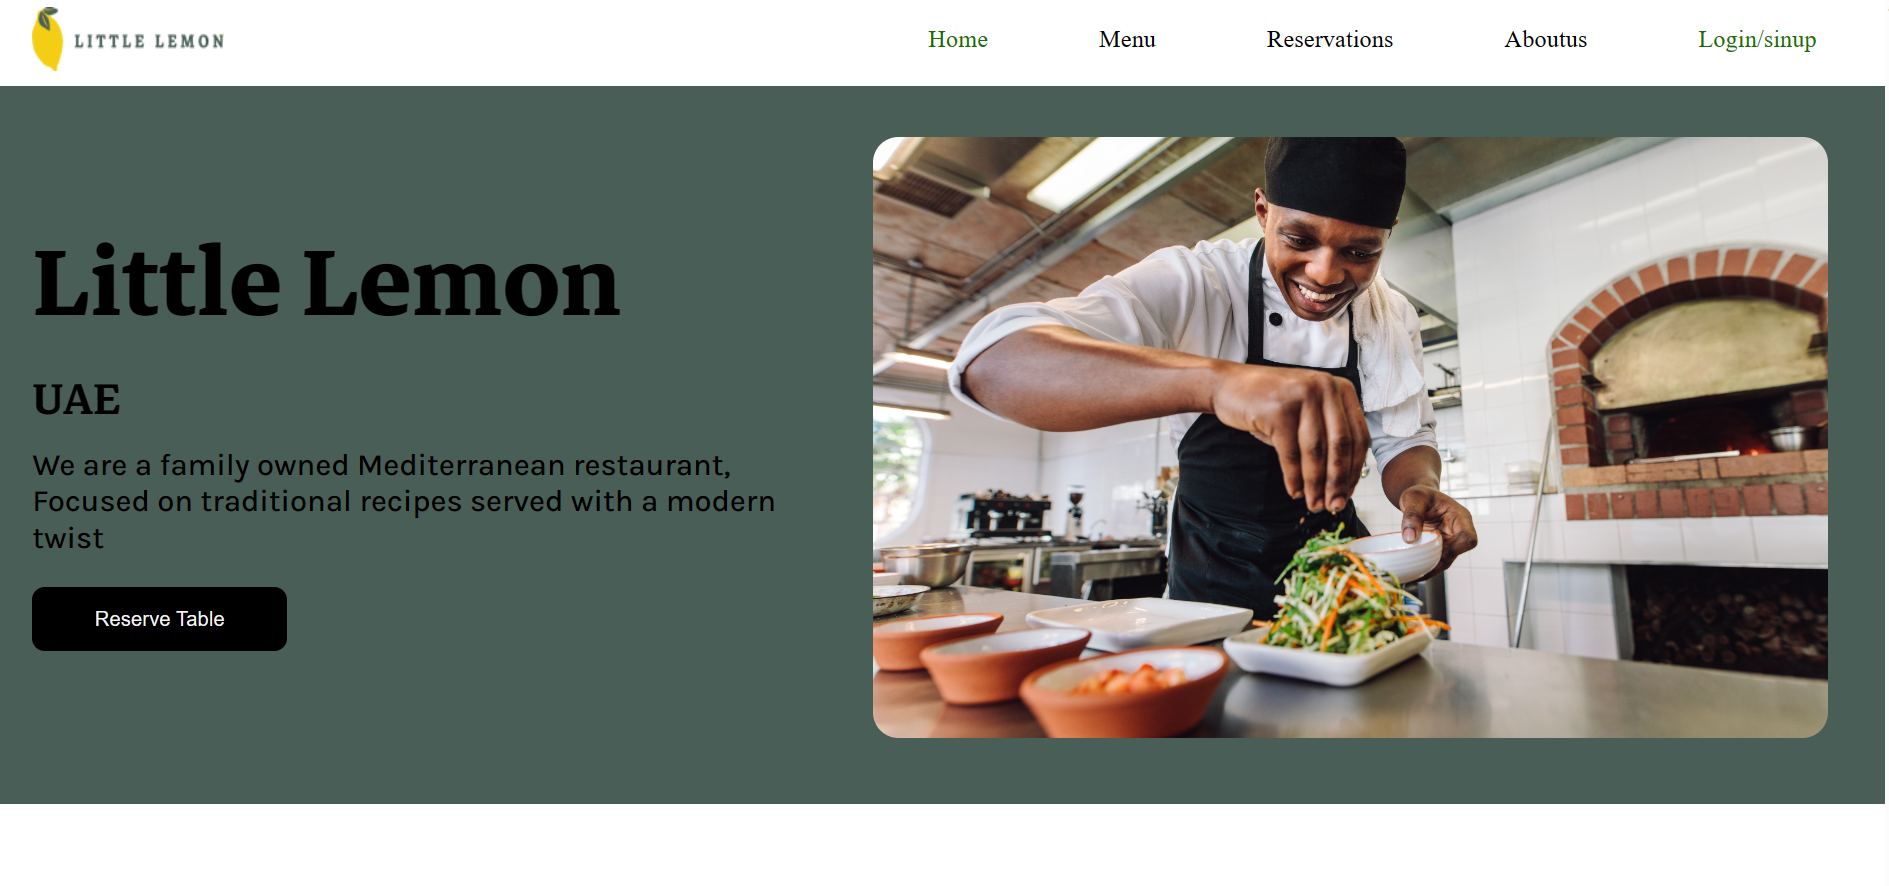 LITTLE LEMON
Home Menu Reservations Aboutus Login/sinup
Little Lemon
UAE
We are a family owned Mediterranean restaurant,
Focused on traditional recipes served with a modern
twist
Reserve Table